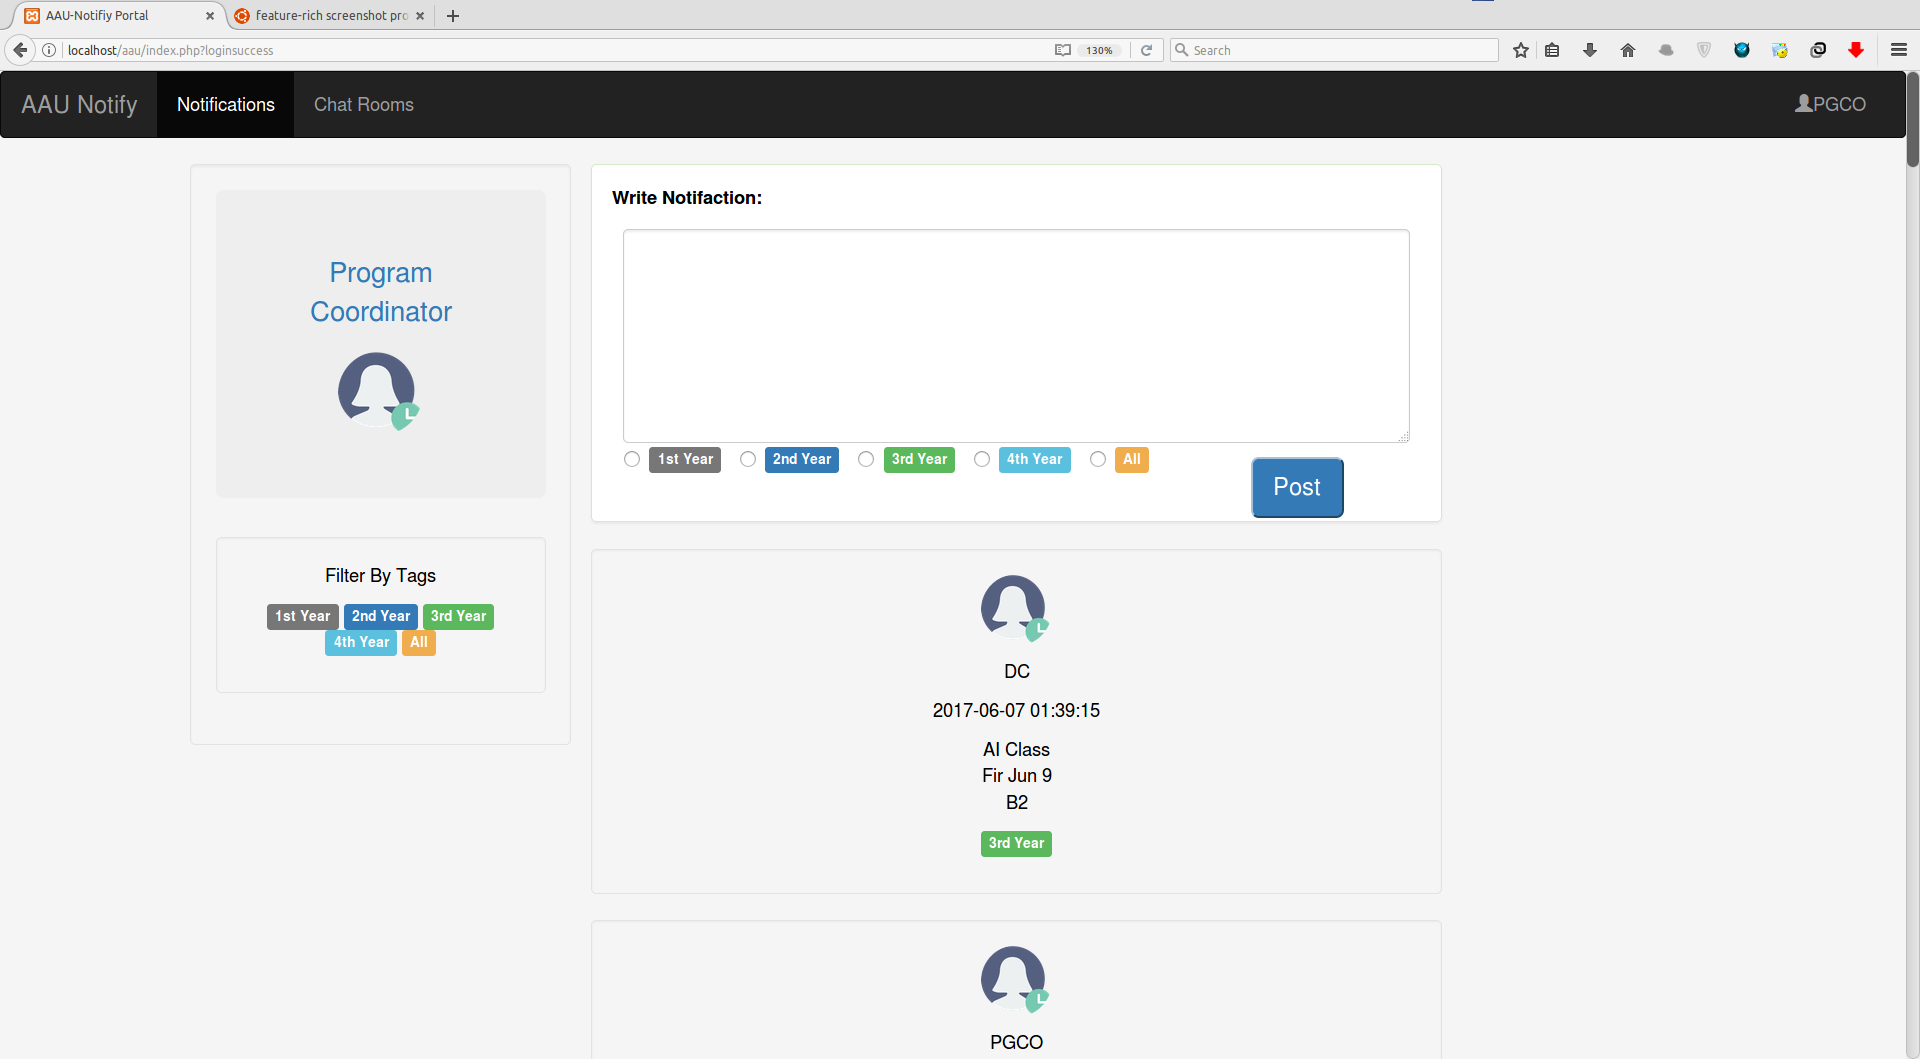 AAU-Notifiy Portal
feature-rich screenshot pro
localhost/aau/index.php?loginsuccess
130%
Search
AAU Notify
Notifications
Chat Rooms
PGCO
Program
Coordinator
Filter By Tags
1st Year 2nd Year 3rd Year
4th Year All
Write Notifaction:
1st Year 2nd Year 3rd Year 4th Year All
Post
DC
2017-06-07 01:39:15
AI Class
Fir Jun 9
B2
3rd Year
PGCO